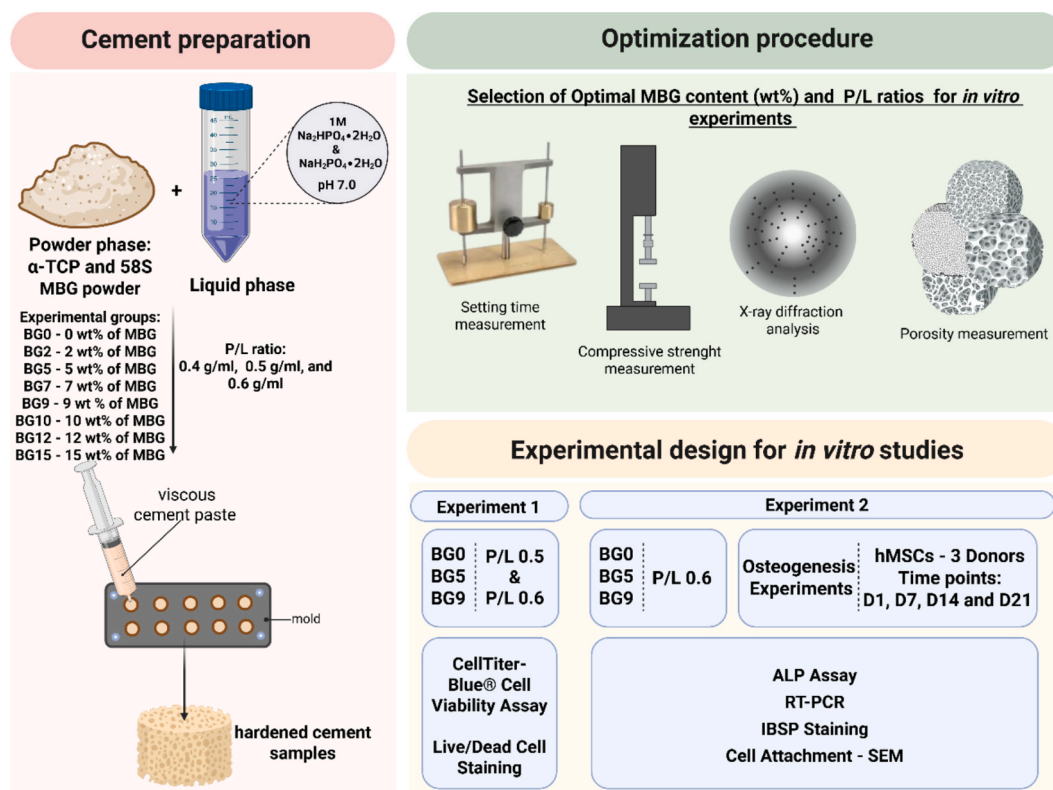 Cement preparation
1M
Na₂HPO₄•2H₂O
&
NaH₂PO₄•2H₂O
pH 7.0
+
Powder phase:
α-TCP and 58S
MBG powder
Liquid phase
Experimental groups:
BG0 - 0 wt% of MBG
BG2 - 2 wt% of MBG
BG5 - 5 wt% of MBG
BG7 - 7 wt% of MBG
BG9 - 9 wt % of MBG
BG10 - 10 wt% of MBG
BG12 - 12 wt% of MBG
BG15 - 15 wt% of MBG
P/L ratio:
0.4 g/ml, 0.5 g/ml, and
0.6 g/ml
viscous
cement paste
mold
hardened cement
samples
Optimization procedure
Selection of Optimal MBG content (wt%) and P/L ratios for in vitro
experiments
Setting time
measurement
Compressive strenght
measurement
X-ray diffraction
analysis
Porosity measurement
Experimental design for in vitro studies
Experiment 1
BG0
BG5
BG9
P/L 0.5
&
P/L 0.6
CellTiter-
Blue® Cell
Viability Assay
Live/Dead Cell
Staining
Experiment 2
BG0
BG5
BG9
P/L 0.6
Osteogenesis
Experiments
hMSCs - 3 Donors
Time points:
D1, D7, D14 and D21
ALP Assay
RT-PCR
IBSP Staining
Cell Attachment - SEM